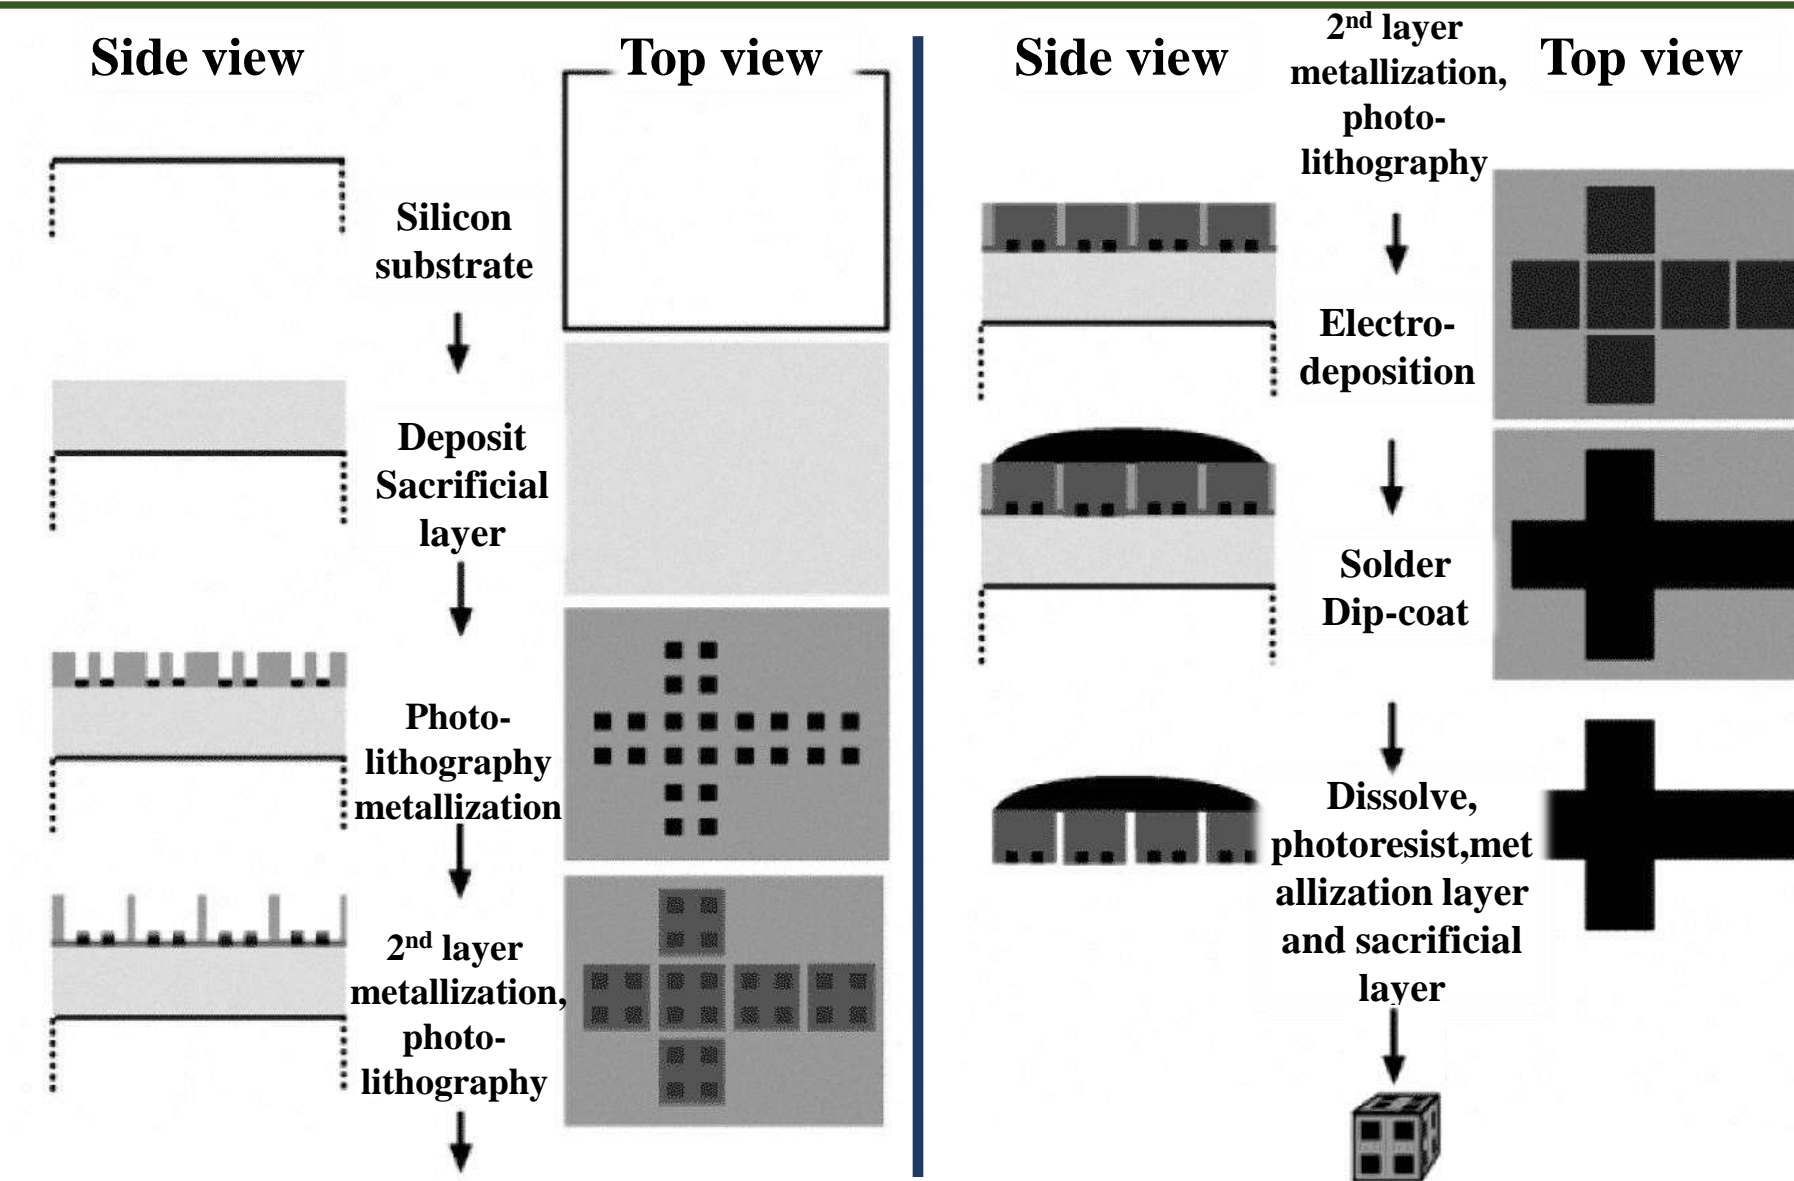 Side view
Top view
Silicon
substrate
Deposit
Sacrificial
layer
Photo-
lithography
metallization
2nd layer
metallization,
photo-
lithography
Side view
2nd layer
metallization,
photo-
lithography
Top view
Electro-
deposition
Solder
Dip-coat
Dissolve,
photoresist,met
allization layer
and sacrificial
layer